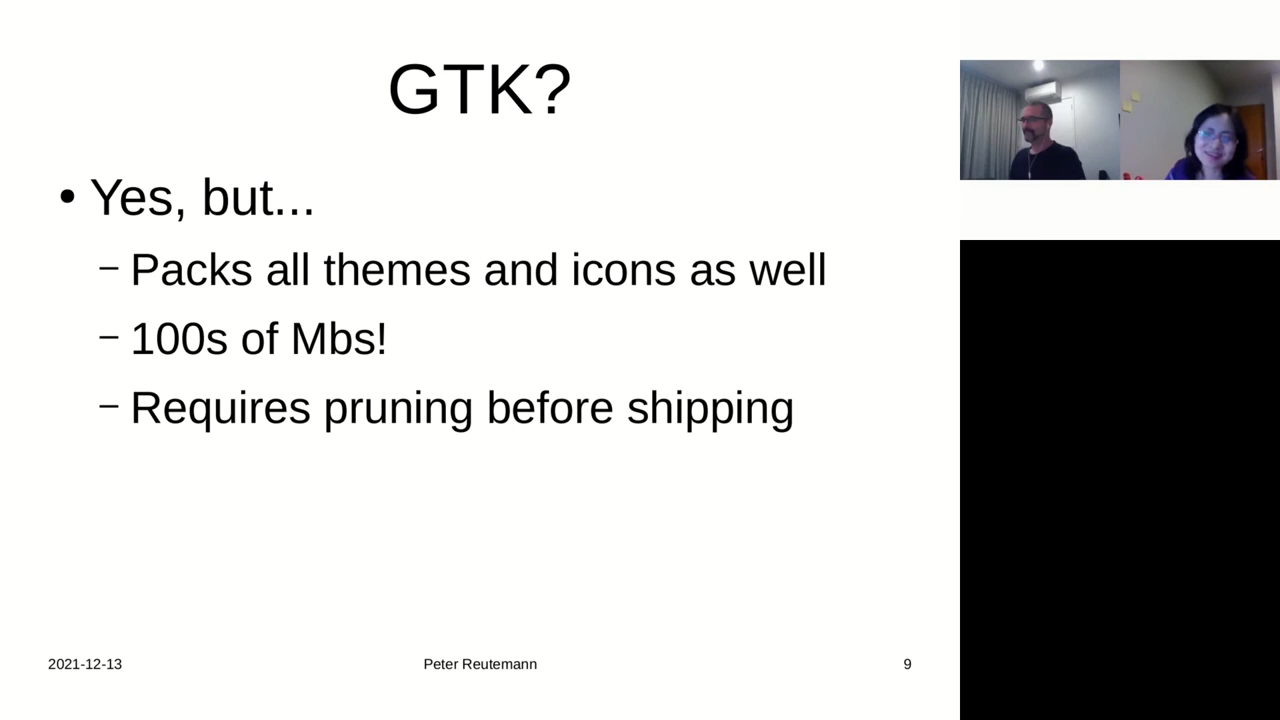 GTK?
• Yes, but...
– Packs all themes and icons as well
– 100s of Mbs!
– Requires pruning before shipping
2021-12-13
Peter Reutemann
9